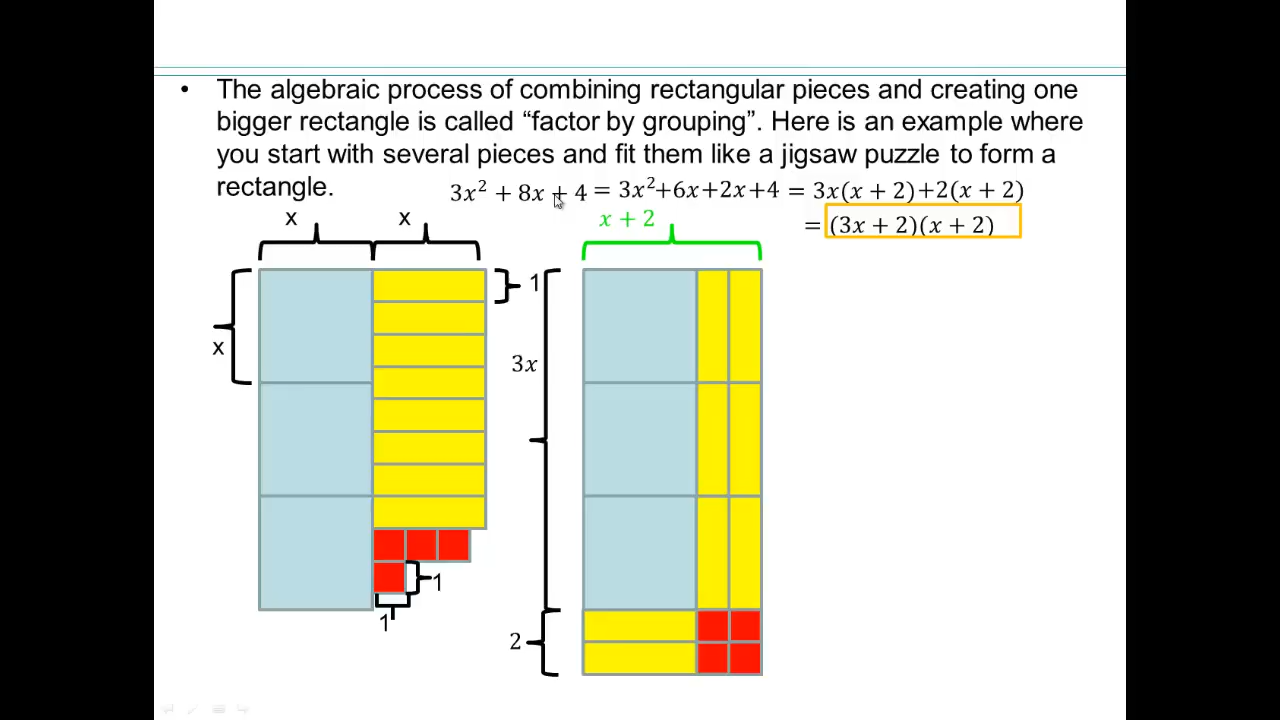 • The algebraic process of combining rectangular pieces and creating one
bigger rectangle is called “factor by grouping”. Here is an example where
you start with several pieces and fit them like a jigsaw puzzle to form a
rectangle.
3x² + 8x + 4 = 3x²+6x+2x+4 = 3x(x + 2)+2(x + 2)
= (3x + 2)(x + 2)
x x x + 2
1
x
3x
1
1
2